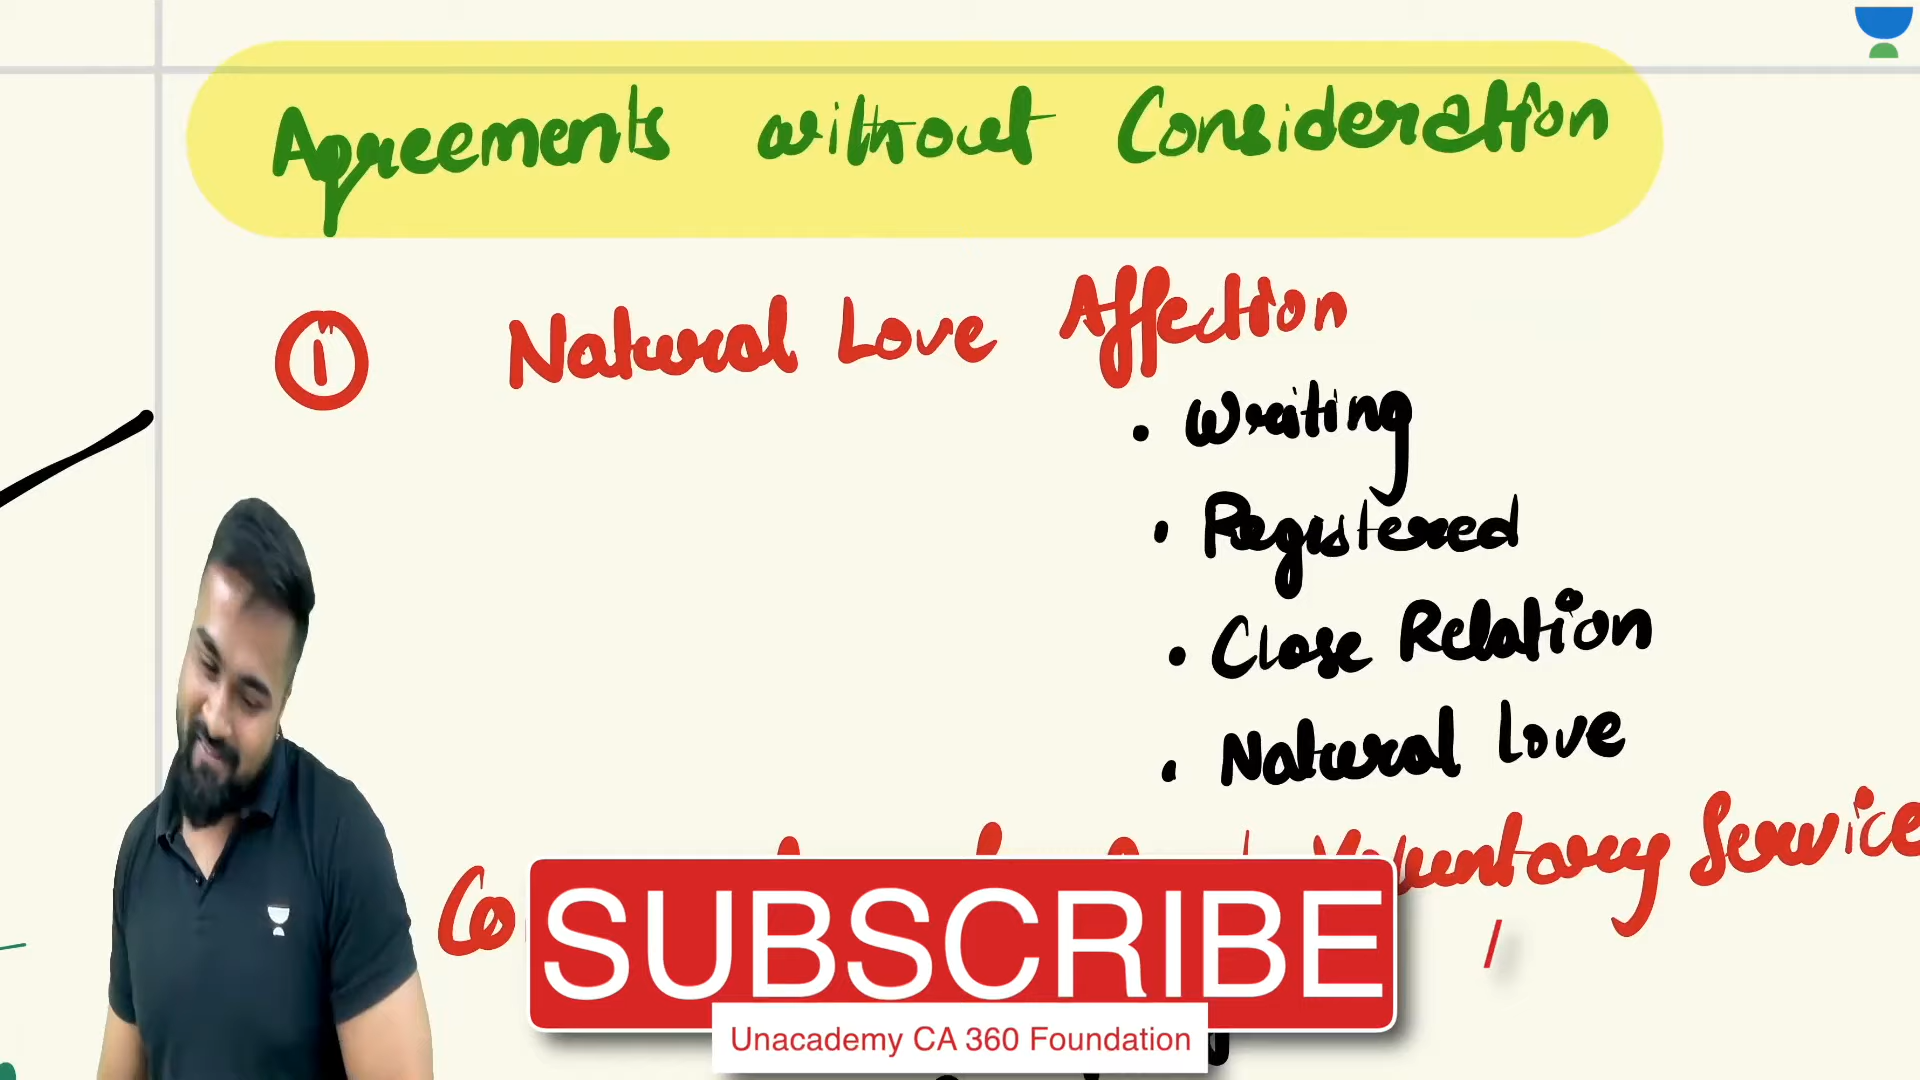 Agreements without Consideration
1 Natural Love Affection
• Writing
• Registered
• Close Relation
• Natural Love
Voluntary Service
SUBSCRIBE
Unacademy CA 360 Foundation